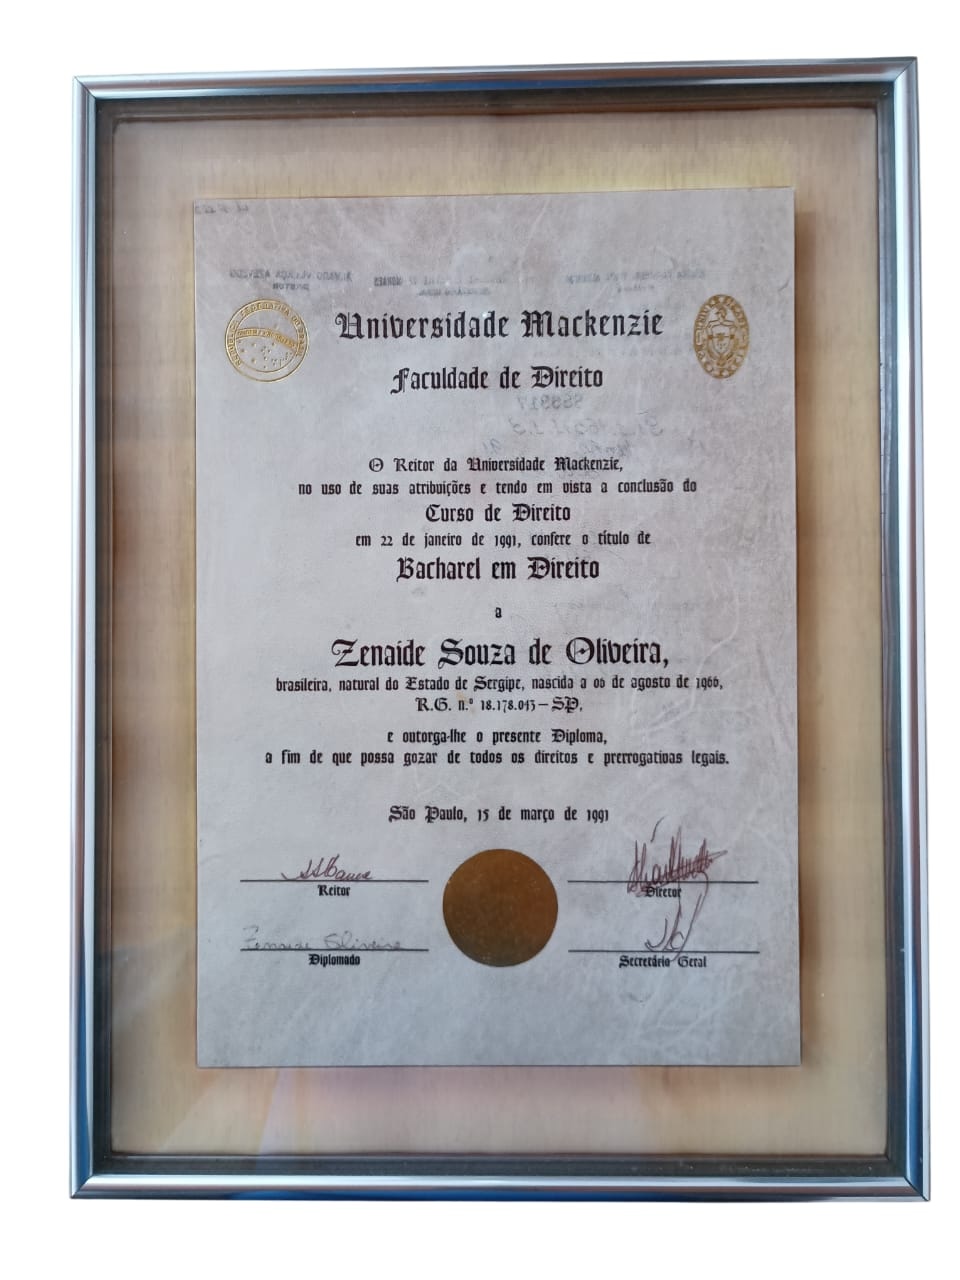 Universidade Mackenzie
Faculdade de Direito
O Reitor da Universidade Mackenzie,
no uso de suas atribuições e tendo em vista a conclusão do
Curso de Direito
em 22 de janeiro de 1991, confere o título de
Bacharel em Direito
a
Zenaide Souza de Oliveira,
brasileira, natural do Estado de Sergipe, nascida a 06 de agosto de 1966,
R.G. n.º 18.178.043-SP,
e outorga-lhe o presente Diploma,
a fim de que possa gozar de todos os direitos e prerrogativas legais.
São Paulo, 15 de março de 1991
Reitor
Diretor
Zenaide Oliveira
Diplomado
Secretário Geral